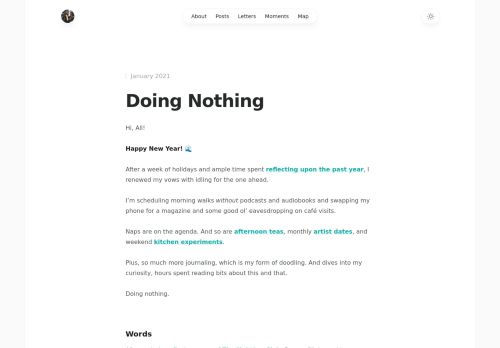 About Posts Letters Moments Map
January 2021
Doing Nothing
Hi, All!
Happy New Year! 🌊
After a week of holidays and ample time spent reflecting upon the past year, I
renewed my vows with idling for the one ahead.
I'm scheduling morning walks without podcasts and audiobooks and swapping my
phone for a magazine and some good ol' eavesdropping on café visits.
Naps are on the agenda. And so are afternoon teas, monthly artist dates, and
weekend kitchen experiments.
Plus, so much more journaling, which is my form of doodling. And dives into my
curiosity, hours spent reading bits about this and that.
Doing nothing.
Words